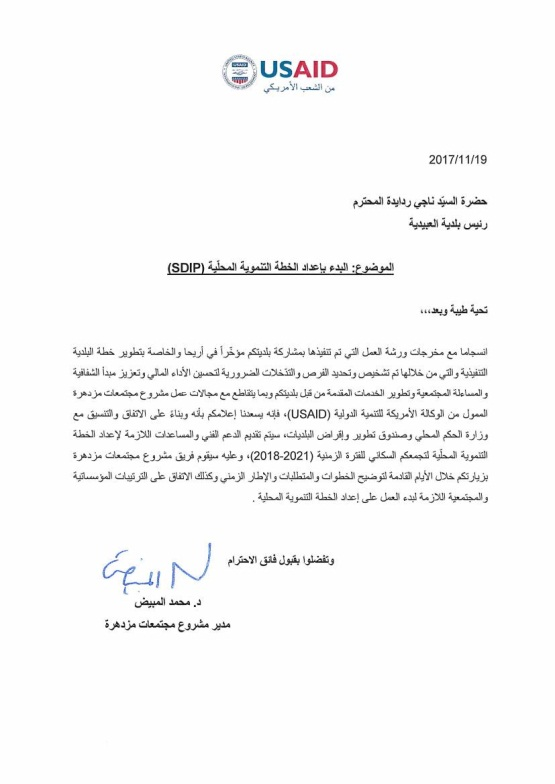 USAID
من الشعب الأمريكي
2017/11/19
حضرة السيّد ناجي ردايدة المحترم
رئيس بلدية العبيدية
الموضوع: البدء بإعداد الخطة التنموية المحلّية (SDIP)
تحية طيبة وبعد،،،
انسجاما مع مخرجات ورشة العمل التي تم تنفيذها بمشاركة بلديتكم مؤخّراً في أريحا والخاصة بتطوير خطة البلدية
التنفيذية والتي من خلالها تم تشخيص وتحديد الفرص والتدّخلات الضرورية لتحسين الأداء المالي وتعزيز مبدأ الشفافية
والمساءلة المجتمعية وتطوير الخدمات المقدمة من قبل بلديتكم وبما يتقاطع مع مجالات عمل مشروع مجتمعات مزدهرة
الممول من الوكالة الأمريكة للتنمية الدولية (USAID)، فإنه يسعدنا إعلامكم بأنه وبناءً على الاتفاق والتنسيق مع
وزارة الحكم المحلي وصندوق تطوير وإقراض البلديات، سيتم تقديم الدعم الفني والمساعدات اللازمة لإعداد الخطة
التنموية المحلّية لتجمعكم السكاني للفترة الزمنية (2021-2018)، وعليه سيقوم فريق مشروع مجتمعات مزدهرة
بزيارتكم خلال الأيام القادمة لتوضيح الخطوات والمتطلبات والإطار الزمني وكذلك الاتفاق على الترتيبات المؤسساتية
والمجتمعية اللازمة لبدء العمل على إعداد الخطة التنموية المحلية .
وتفضلوا بقبول فائق الاحترام
د. محمد المبيض
مدير مشروع مجتمعات مزدهرة